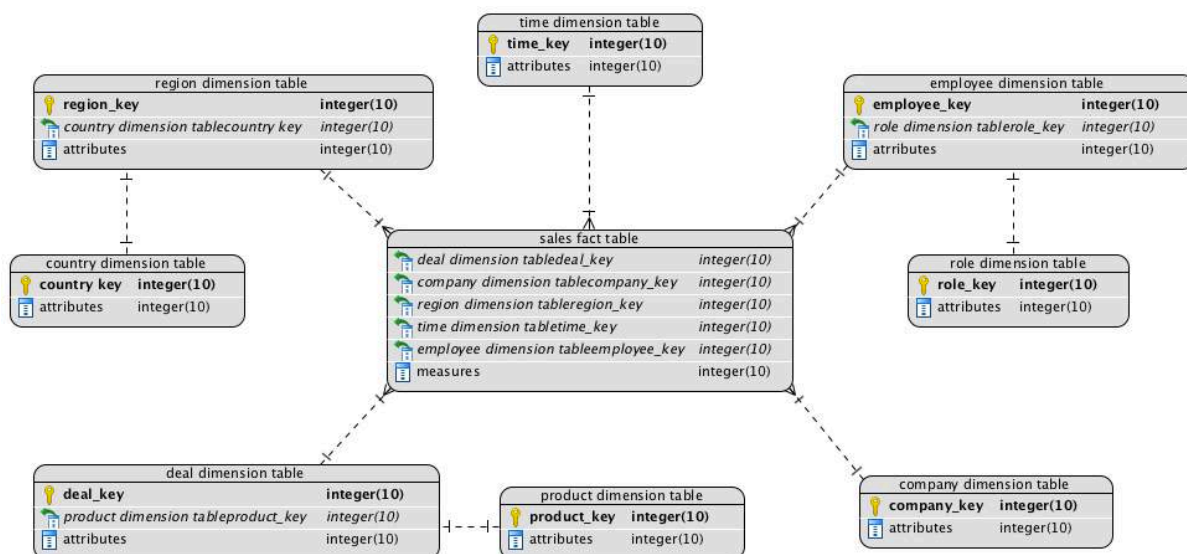 time dimension table
time_key integer(10)
attributes integer(10)
region dimension table
region_key integer(10)
country dimension tablecountry key integer(10)
attributes integer(10)
employee dimension table
employee_key integer(10)
role dimension tablerole_key integer(10)
atrributes integer(10)
country dimension table
country key integer(10)
attributes integer(10)
sales fact table
deal dimension tabledeal_key integer(10)
company dimension tablecompany_key integer(10)
region dimension tableregion_key integer(10)
time dimension tabletime_key integer(10)
employee dimension tableemployee_key integer(10)
measures integer(10)
role dimension table
role_key integer(10)
attributes integer(10)
deal dimension table
deal_key integer(10)
product dimension tableproduct_key integer(10)
attributes integer(10)
product dimension table
product_key integer(10)
attributes integer(10)
company dimension table
company_key integer(10)
attributes integer(10)